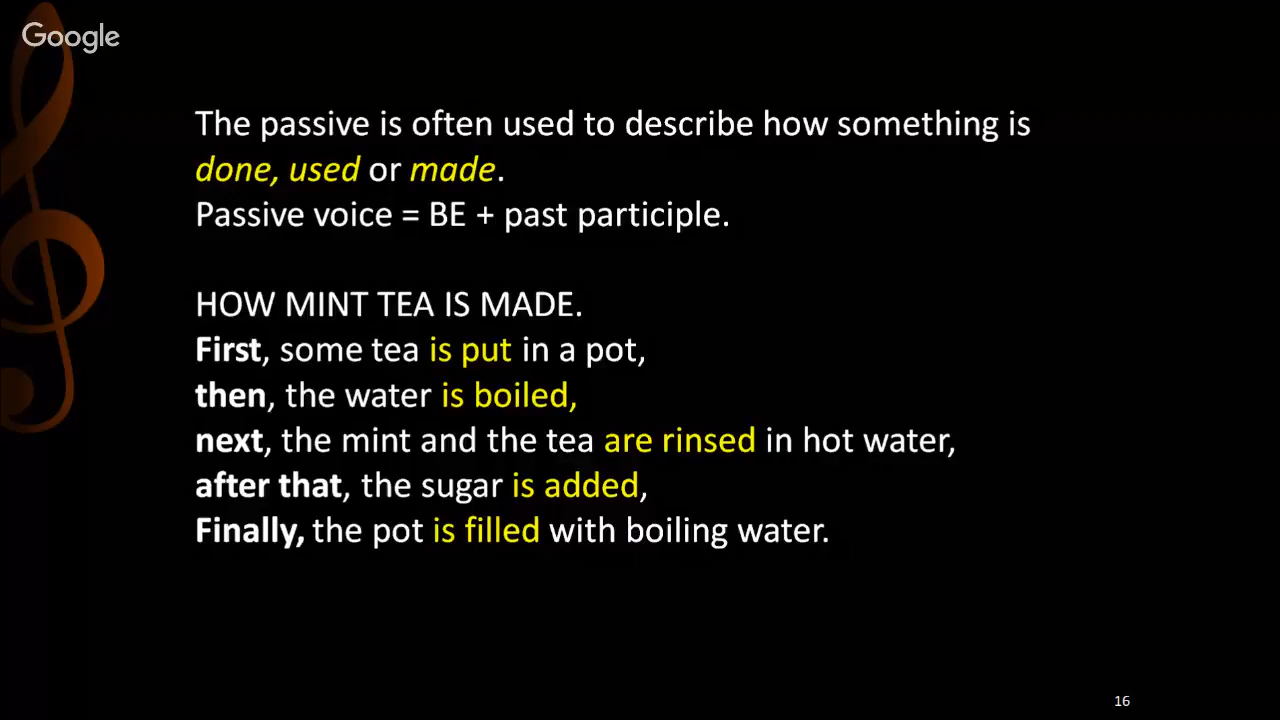 Google
The passive is often used to describe how something is
done, used or made.
Passive voice = BE + past participle.
HOW MINT TEA IS MADE.
First, some tea is put in a pot,
then, the water is boiled,
next, the mint and the tea are rinsed in hot water,
after that, the sugar is added,
Finally, the pot is filled with boiling water.
16